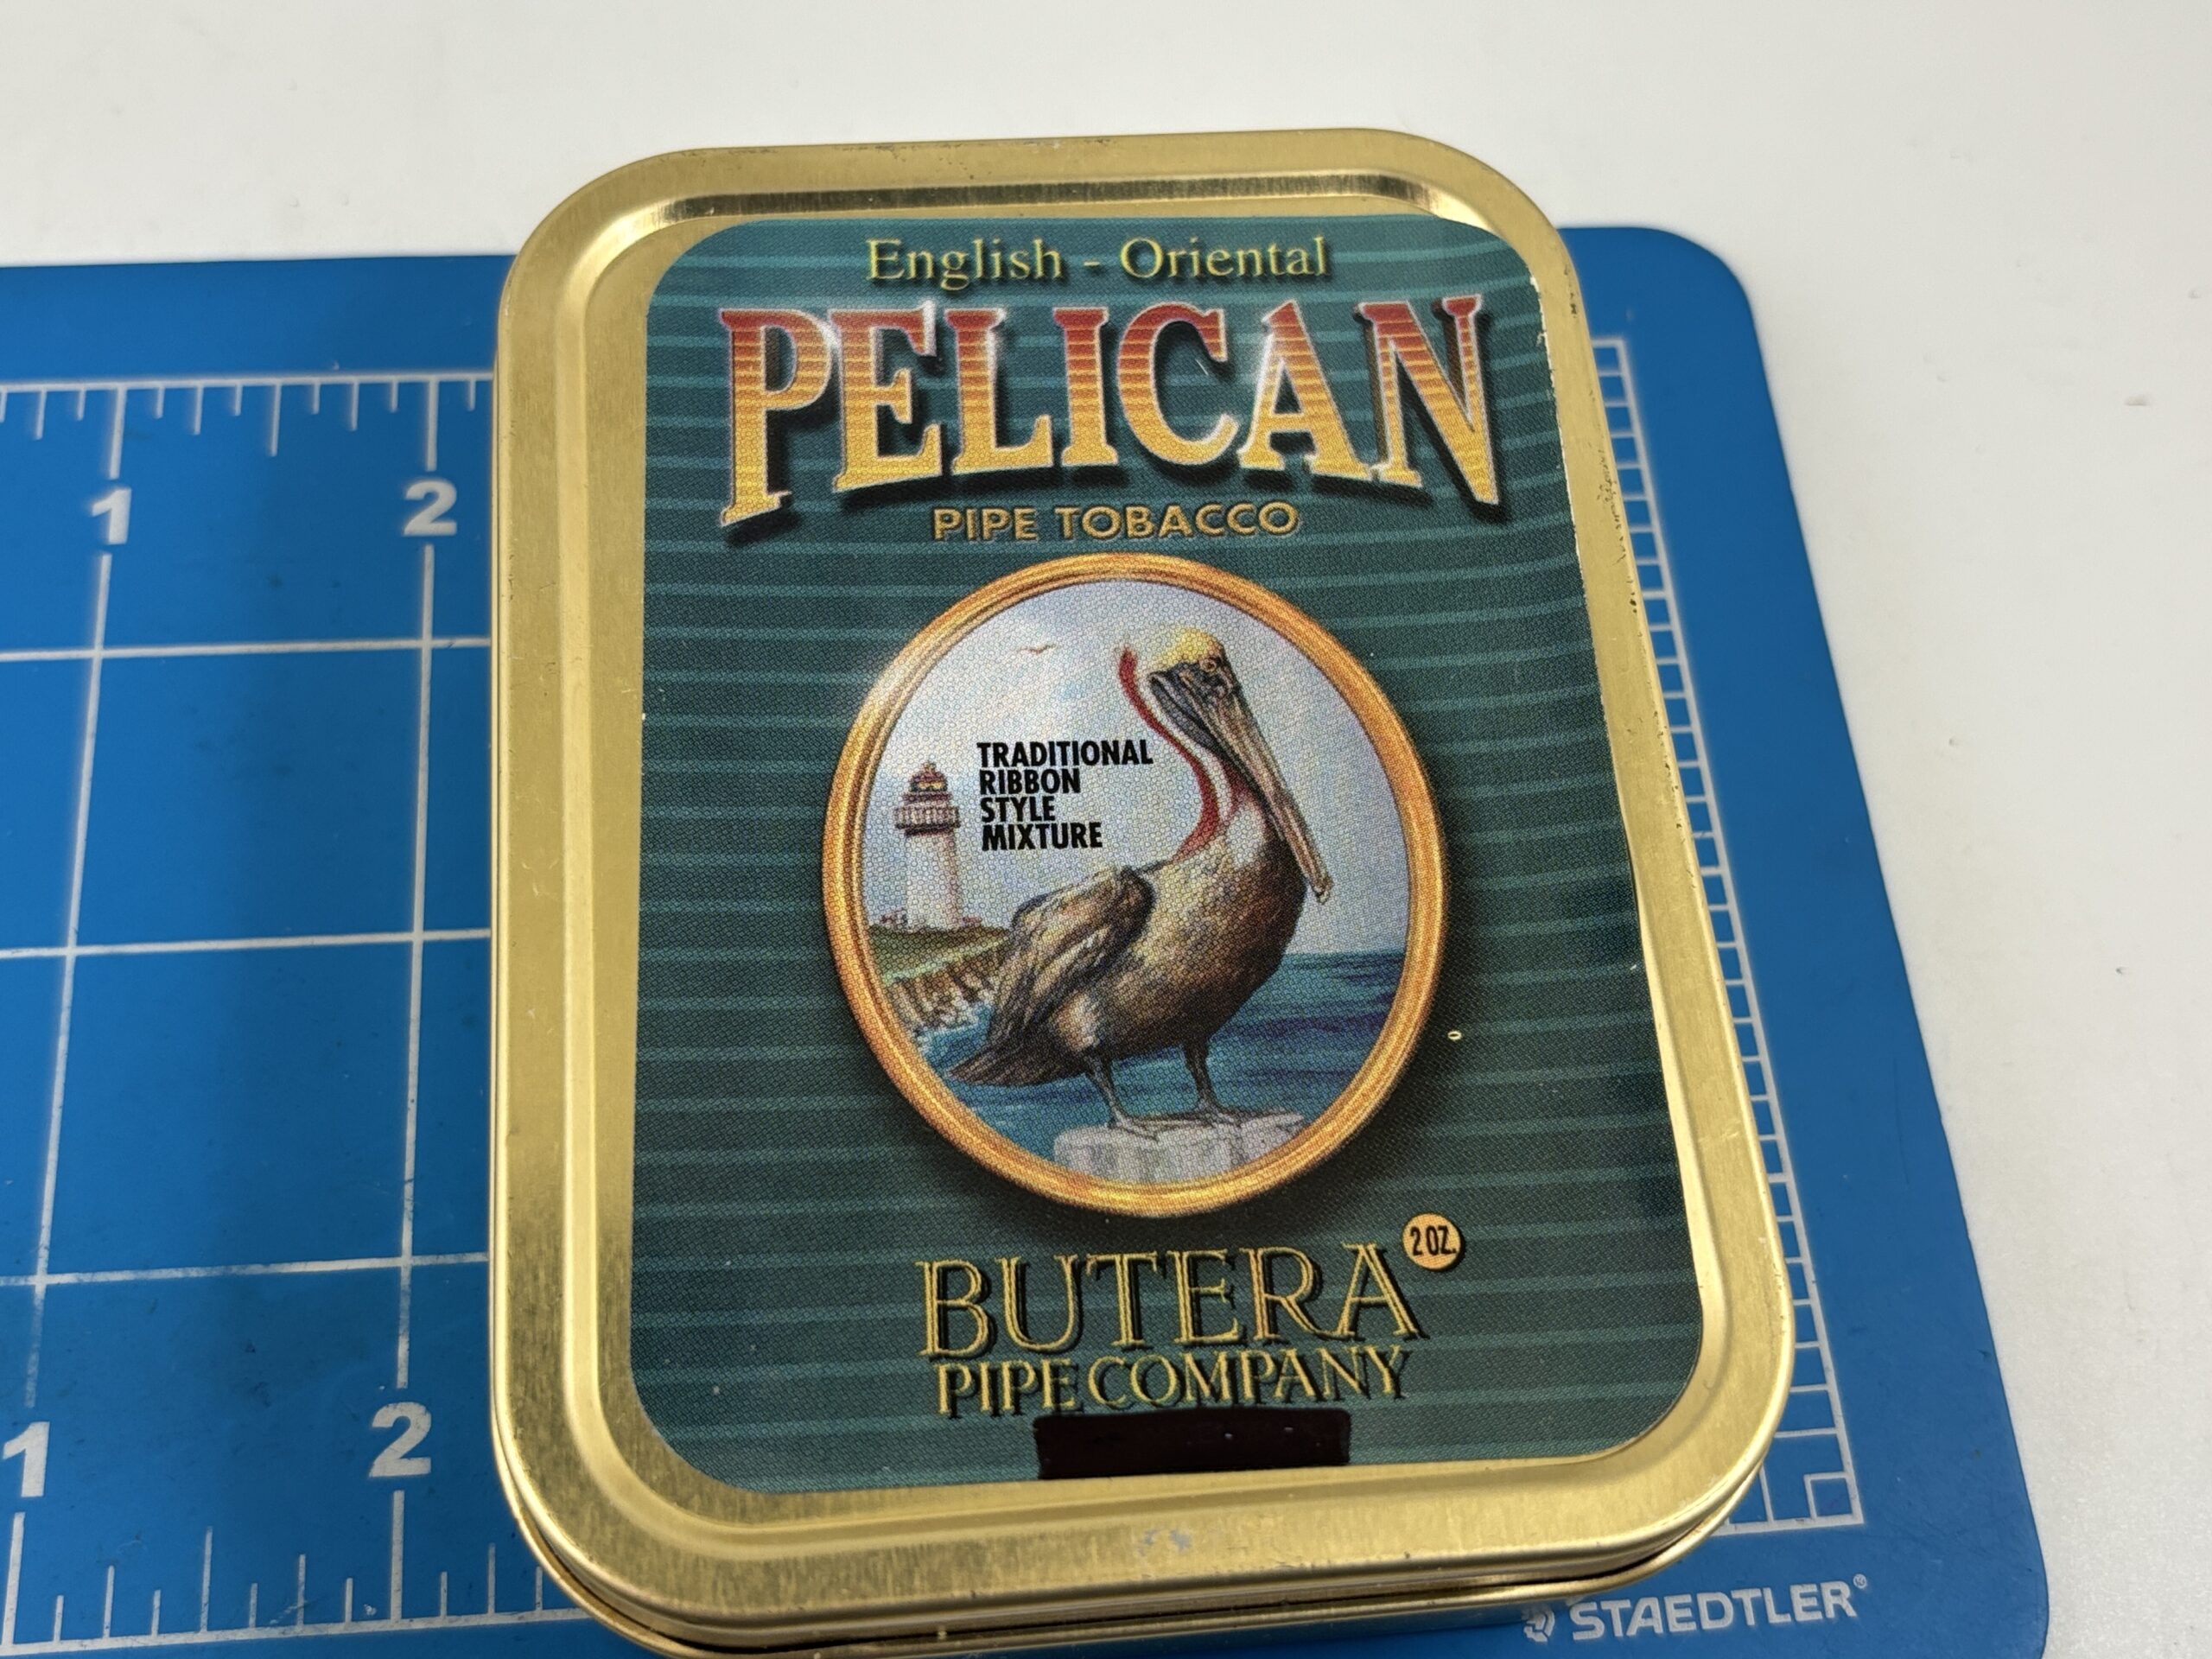 English - Oriental
PELICAN
PIPE TOBACCO
TRADITIONAL
RIBBON
STYLE
MIXTURE
2 OZ.
BUTERA
PIPE COMPANY
1
2
1
2
STAEDTLER®